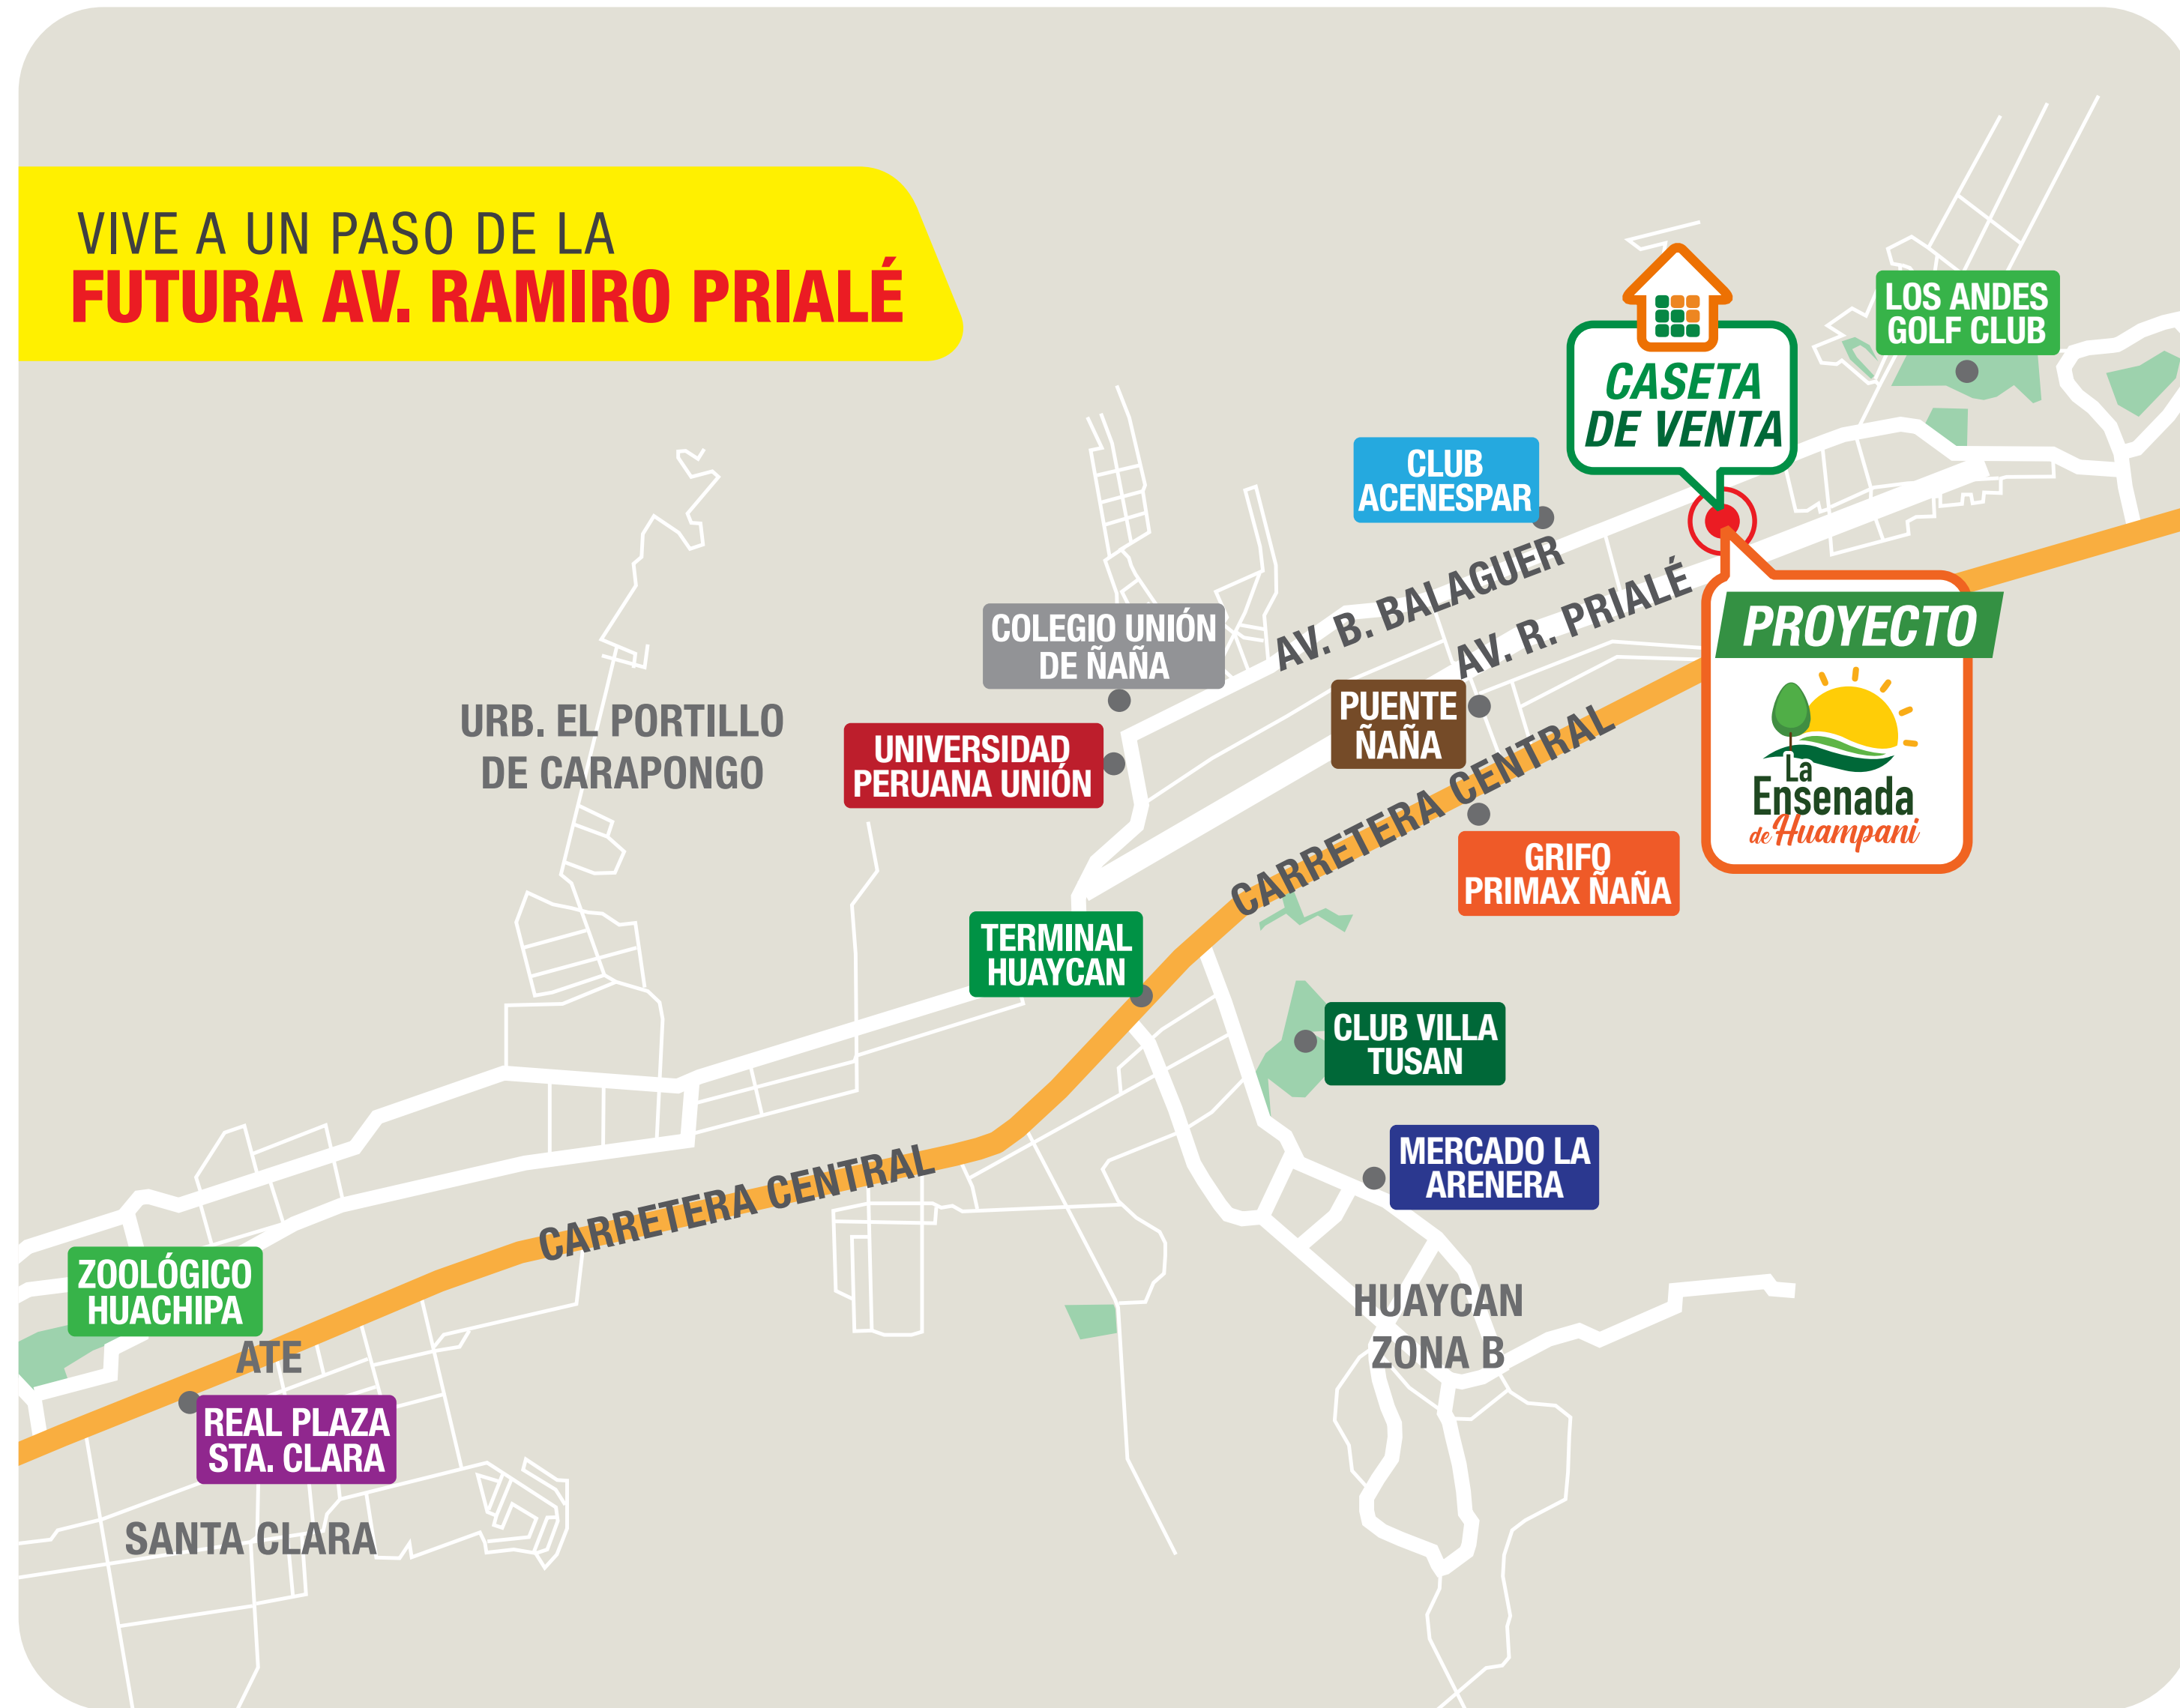 VIVE A UN PASO DE LA
FUTURA AV. RAMIRO PRIALÉ
LOS ANDES
GOLF CLUB
CASETA
DE VENTA
CLUB
ACENESPAR
AV. B. BALAGUER
AV. R. PRIALÉ
COLEGIO UNIÓN
DE ÑAÑA
PROYECTO
La
Ensenada
de Huampani
PUENTE
ÑAÑA
URB. EL PORTILLO
DE CARAPONGO
UNIVERSIDAD
PERUANA UNIÓN
CARRETERA CENTRAL
GRIFO
PRIMAX ÑAÑA
TERMINAL
HUAYCAN
CLUB VILLA
TUSAN
MERCADO LA
ARENERA
CARRETERA CENTRAL
ZOOLÓGICO
HUACHIPA
HUAYCAN
ZONA B
ATE
REAL PLAZA
STA. CLARA
SANTA CLARA